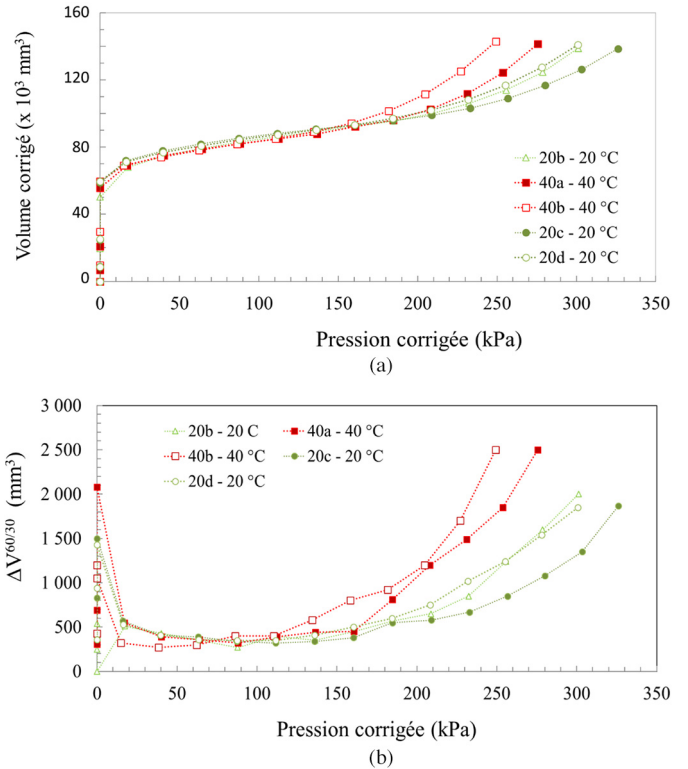 160
120
80
40
0
Volume corrigé (x 10³ mm³)
20b - 20 °C
40a - 40 °C
40b - 40 °C
20c - 20 °C
20d - 20 °C
0 50 100 150 200 250 300 350
Pression corrigée (kPa)
(a)
3 000
2 500
2 000
1 500
1 000
500
0
ΔV⁶⁰/³⁰ (mm³)
20b - 20 C 40a - 40 °C
40b - 40 °C 20c - 20 °C
20d - 20 °C
0 50 100 150 200 250 300 350
Pression corrigée (kPa)
(b)